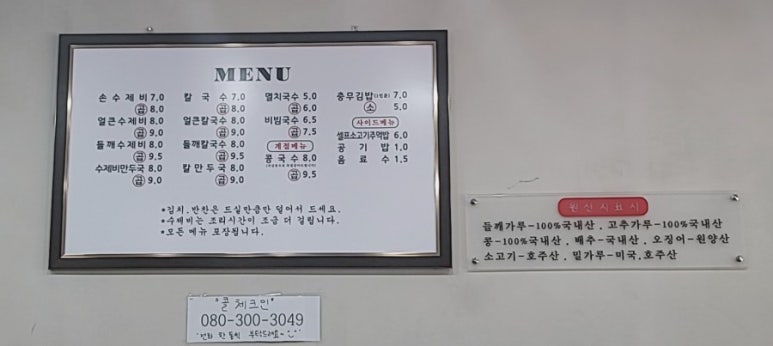 MENU
손수제비 7.0
곱 8.0
얼큰수제비 8.0
곱 9.0
들깨수제비 8.0
곱 9.5
수제비만두국 8.0
곱 9.0
칼국수 7.0
곱 8.0
얼큰칼국수 8.0
곱 9.0
들깨칼국수 8.0
곱 9.5
칼만두국 8.0
곱 9.0
멸치국수 5.0
곱 6.0
비빔국수 6.5
곱 7.5
계절메뉴
콩국수 8.0
곱 9.5
충무김밥 7.0
소 5.0
사이드메뉴
셀프소고기주먹밥 6.0
공기밥 1.0
음료수 1.5
*김치,반찬은 드실만큼만 덜어서 드세요.
*수제비는 조리시간이 조금 더 걸립니다.
*모든 메뉴 포장됩니다.
원산지표시
들깨가루-100%국내산, 고추가루-100%국내산
콩-100%국내산, 배추-국내산, 오징어-원양산
소고기-호주산, 밀가루-미국,호주산
*콜체크인*
080-300-3049
전화 한통씩 부탁드려요~